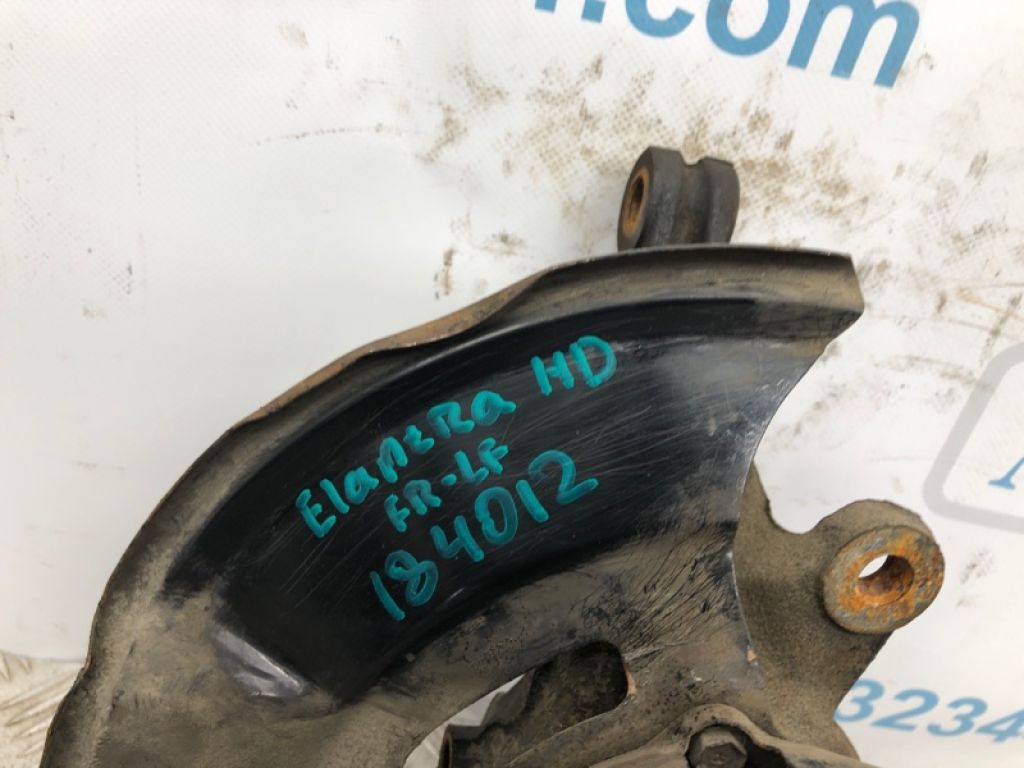 .com
Elantra HD
FR-LF
184012
3234